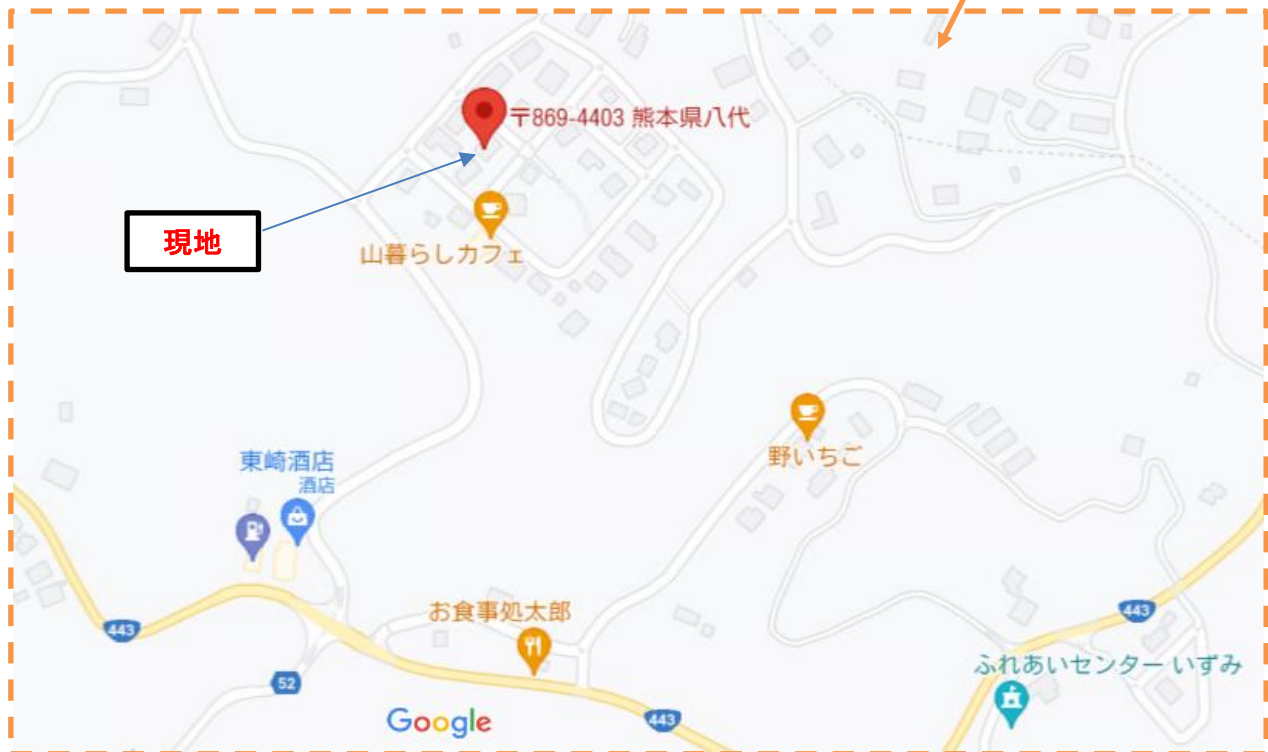 〒869-4403 熊本県八代
現地
山暮らしカフェ
野いちご
東崎酒店
酒店
お食事処太郎
443
443
ふれあいセンター いずみ
52
443
Google